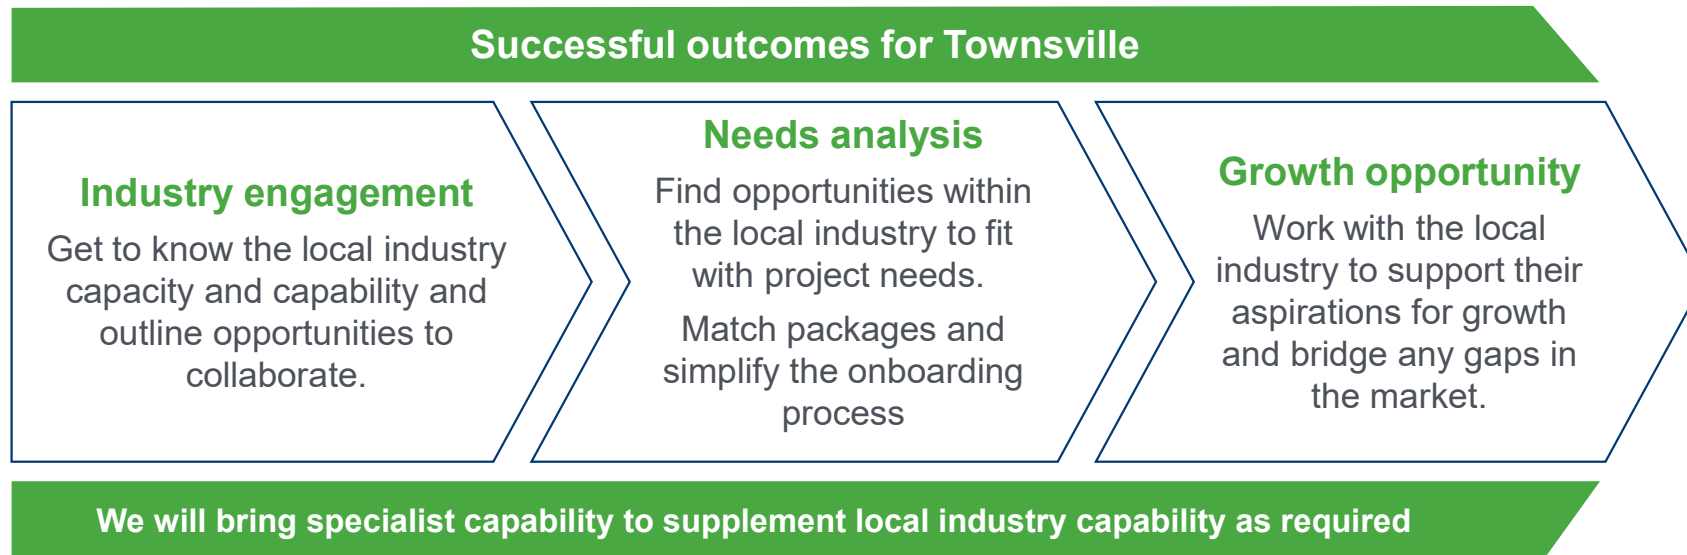 Successful outcomes for Townsville
Industry engagement
Get to know the local industry
capacity and capability and
outline opportunities to
collaborate.
Needs analysis
Find opportunities within
the local industry to fit
with project needs.
Match packages and
simplify the onboarding
process
Growth opportunity
Work with the local
industry to support their
aspirations for growth
and bridge any gaps in
the market.
We will bring specialist capability to supplement local industry capability as required